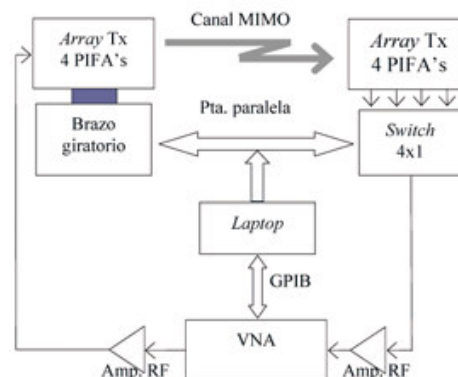 Canal MIMO
Array Tx
4 PIFA's
Array Tx
4 PIFA's
Brazo
giratorio
Pta. paralela
Switch
4x1
Laptop
GPIB
VNA
Amp. RF
Amp. RF